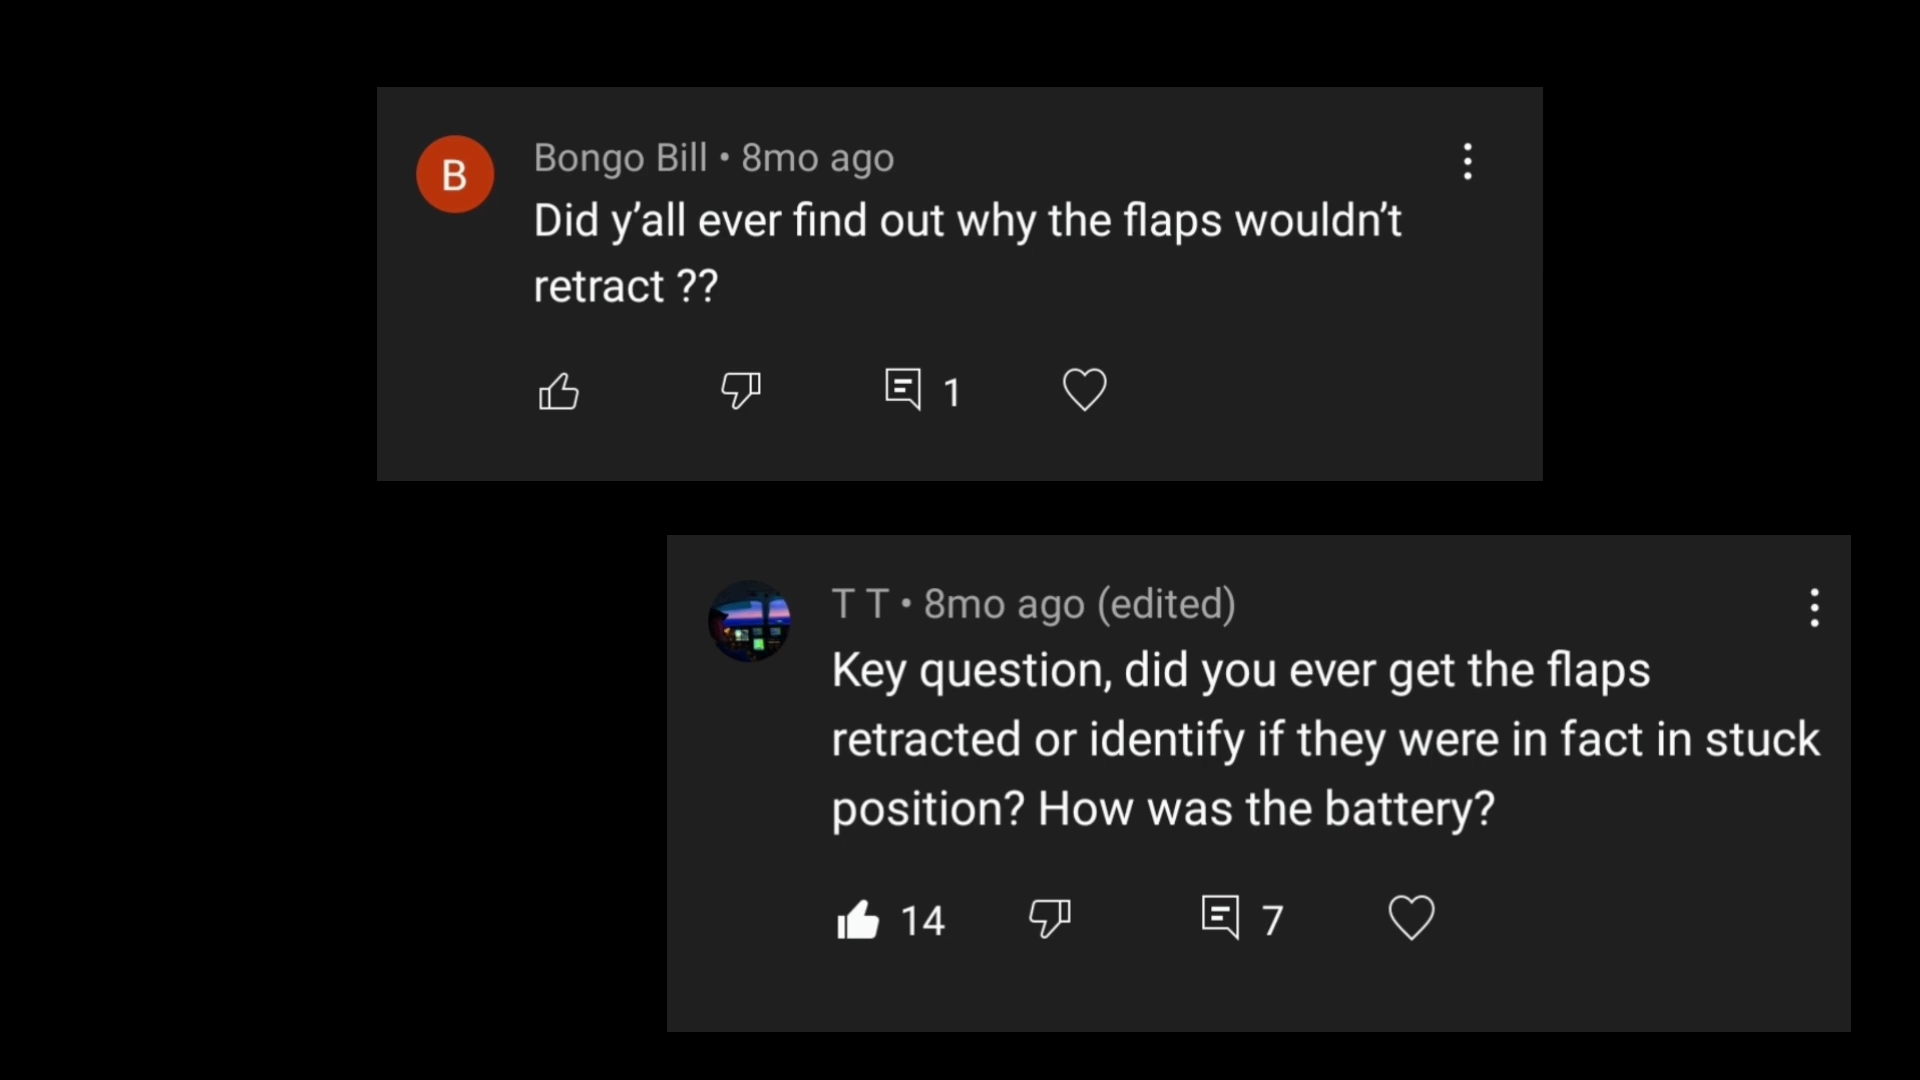 B
Bongo Bill • 8mo ago
Did y’all ever find out why the flaps wouldn’t
retract ??
1
T T • 8mo ago (edited)
Key question, did you ever get the flaps
retracted or identify if they were in fact in stuck
position? How was the battery?
14 7